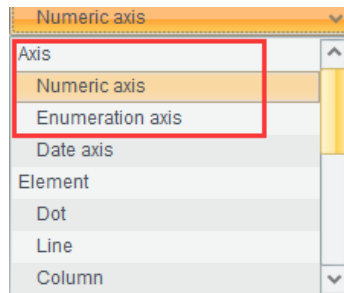 Numeric axis
Axis
Numeric axis
Enumeration axis
Date axis
Element
Dot
Line
Column